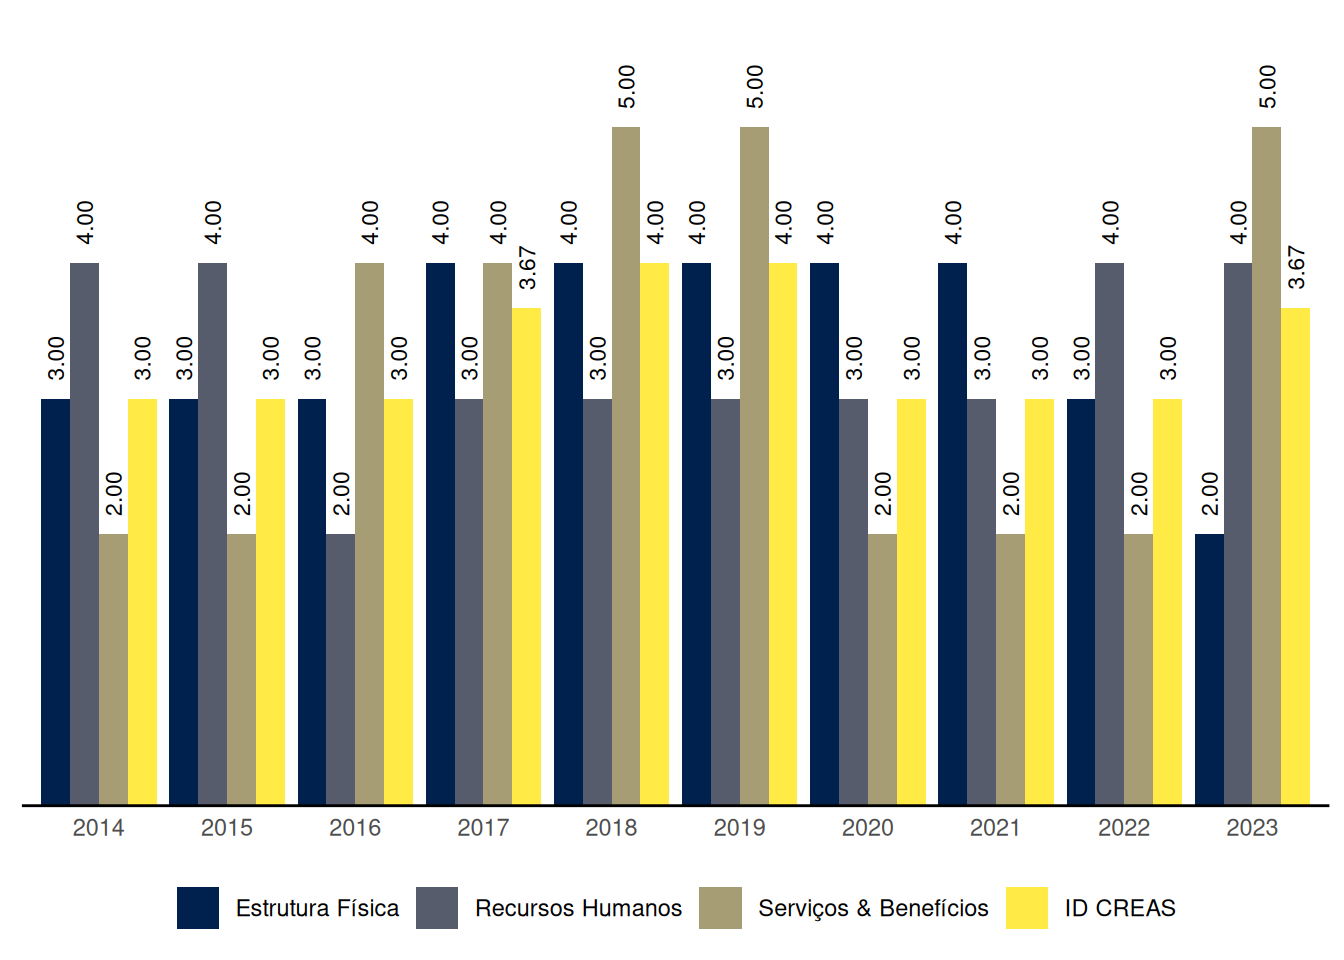 5.00 5.00 5.00
4.00 4.00 4.00 4.00 4.00 4.00 4.00 4.00 4.00 4.00 4.00 4.00 4.00
3.67 3.67
3.00 3.00 3.00 3.00 3.00 3.00 3.00 3.00 3.00 3.00 3.00 3.00 3.00 3.00 3.00
2.00 2.00 2.00 2.00 2.00 2.00 2.00
2014 2015 2016 2017 2018 2019 2020 2021 2022 2023
Estrutura Física Recursos Humanos Serviços & Benefícios ID CREAS